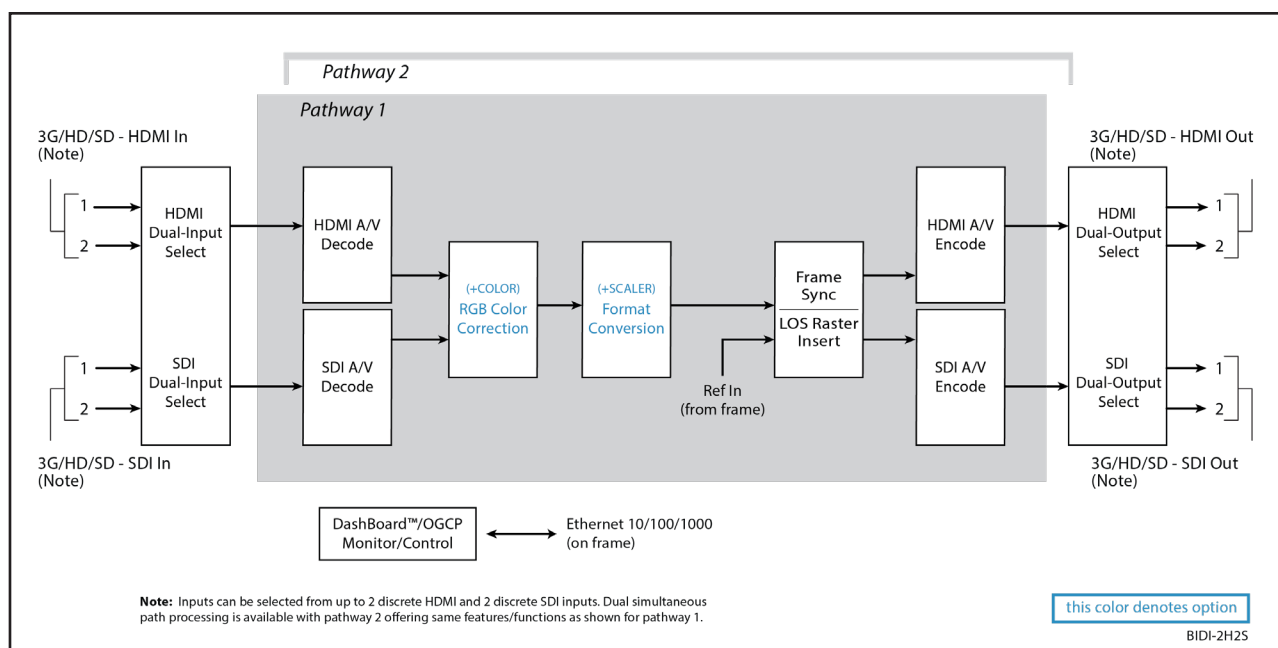 Pathway 2
Pathway 1
3G/HD/SD - HDMI In
(Note)
1
2
HDMI
Dual-Input
Select
3G/HD/SD - SDI In
(Note)
1
2
SDI
Dual-Input
Select
HDMI A/V
Decode
SDI A/V
Decode
(+COLOR)
RGB Color
Correction
(+SCALER)
Format
Conversion
Frame
Sync
LOS Raster
Insert
Ref In
(from frame)
HDMI A/V
Encode
SDI A/V
Encode
3G/HD/SD - HDMI Out
(Note)
HDMI
Dual-Output
Select
1
2
SDI
Dual-Output
Select
1
2
3G/HD/SD - SDI Out
(Note)
DashBoard™/OGCP
Monitor/Control
Ethernet 10/100/1000
(on frame)
Note: Inputs can be selected from up to 2 discrete HDMI and 2 discrete SDI inputs. Dual simultaneous
path processing is available with pathway 2 offering same features/functions as shown for pathway 1.
this color denotes option
BIDI-2H2S